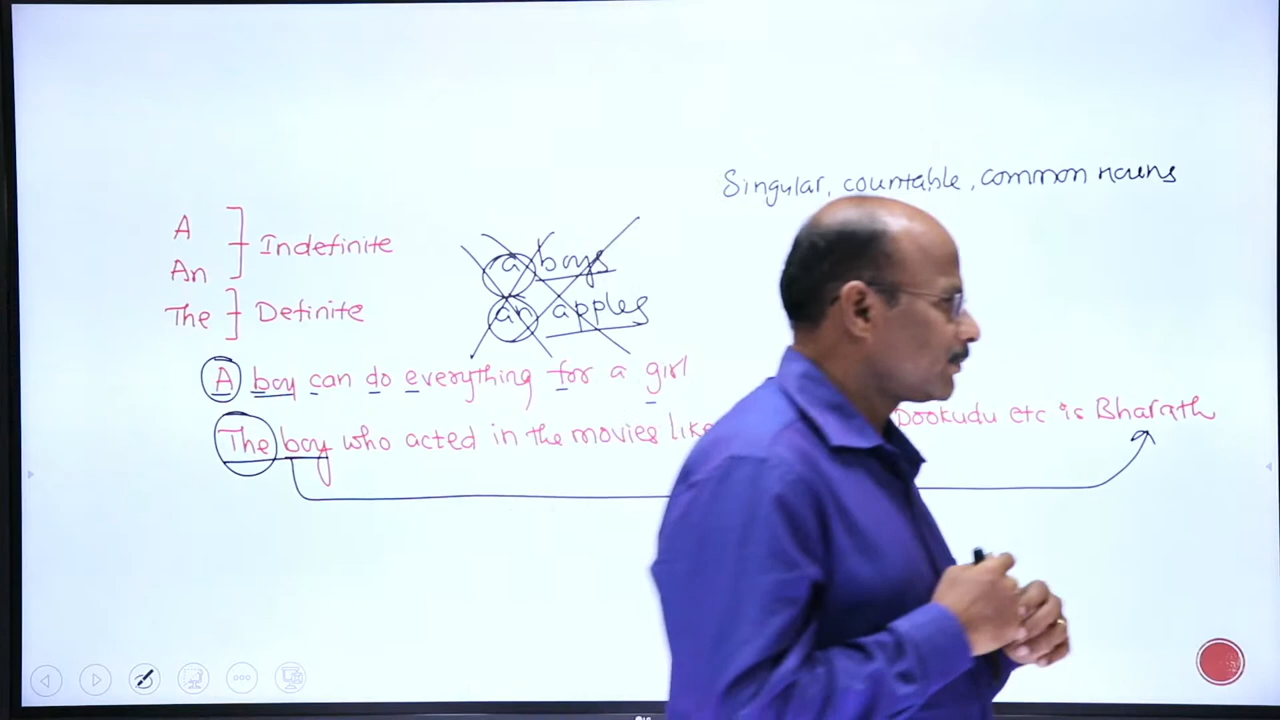 Singular, countable, common nouns
A
An
Indefinite
The
Definite
a boys
an apples
A boy can do everything for a girl
The boy who acted in the movies like Dookudu etc is Bharath